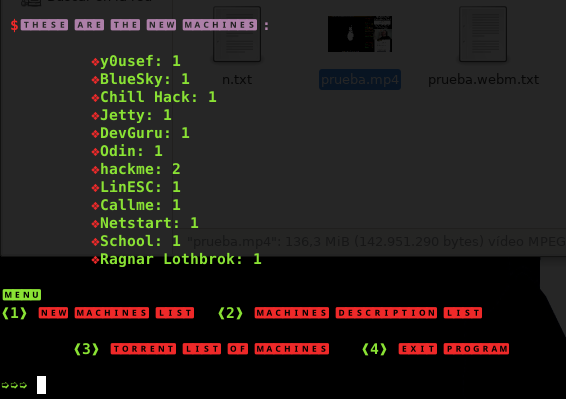 $THESE ARE THE NEW MACHINES:
❖y0usef: 1
❖BlueSky: 1
❖Chill Hack: 1
❖Jetty: 1
❖DevGuru: 1
❖Odin: 1
❖hackme: 2
❖LinESC: 1
❖Callme: 1
❖Netstart: 1
❖School: 1
❖Ragnar Lothbrok: 1
n.txt
prueba.mp4
prueba.webm.txt
"prueba.mp4": 136,3 MiB (142.951.290 bytes) vídeo MPEG
MENU
❰1❱ NEW MACHINES LIST ❰2❱ MACHINES DESCRIPTION LIST
❰3❱ TORRENT LIST OF MACHINES ❰4❱ EXIT PROGRAM
➩➩➩